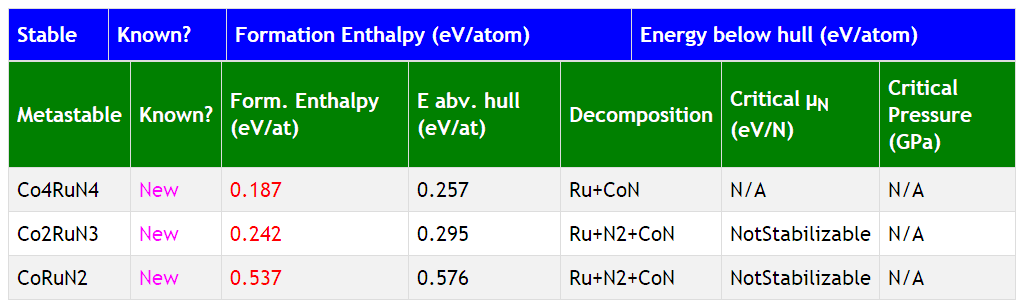 Stable Known? Formation Enthalpy (eV/atom) Energy below hull (eV/atom)
Metastable Known? Form. Enthalpy (eV/at) E abv. hull (eV/at) Decomposition Critical μN (eV/N) Critical Pressure (GPa)
Co4RuN4 New 0.187 0.257 Ru+CoN N/A N/A
Co2RuN3 New 0.242 0.295 Ru+N2+CoN NotStabilizable N/A
CoRuN2 New 0.537 0.576 Ru+N2+CoN NotStabilizable N/A